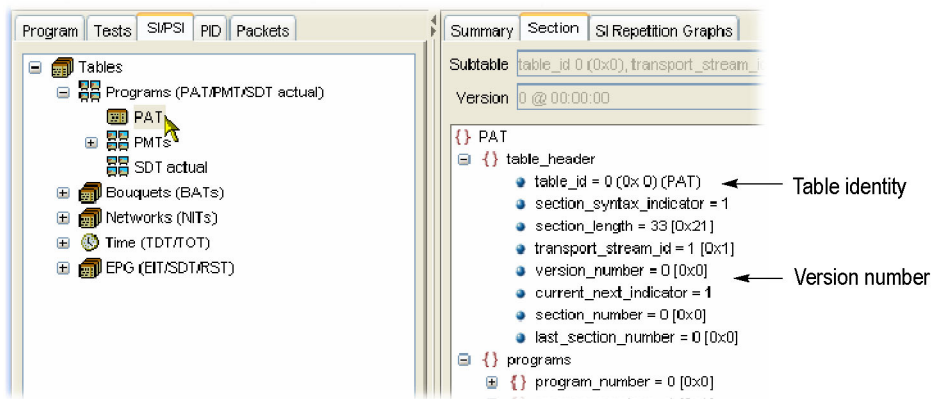 Program Tests SI/PSI PID Packets
Tables
Programs (PAT/PMT/SDT actual)
PAT
PMTs
SDT actual
Bouquets (BATs)
Networks (NITs)
Time (TDT/TOT)
EPG (EIT/SDT/RST)
Summary Section SI Repetition Graphs
Subtable table_id 0 (0x0), transport_stream_
Version 0 @ 00:00:00
{} PAT
{} table_header
table_id = 0 (0x 0) (PAT)
section_syntax_indicator = 1
section_length = 33 [0x21]
transport_stream_id = 1 [0x1]
version_number = 0 [0x0]
current_next_indicator = 1
section_number = 0 [0x0]
last_section_number = 0 [0x0]
{} programs
{} program_number = 0 [0x0]
Table identity
Version number